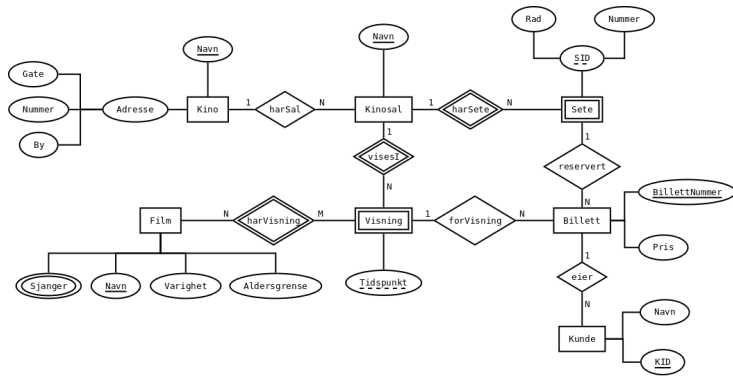 Rad
Nummer
Navn
Navn
SID
Gate
Nummer
Adresse
Kino
1
harSal
N
Kinosal
1
harSete
N
Sete
By
1
1
visesI
reservert
N
N
Film
N
harVisning
M
Visning
1
forVisning
N
Billett
BillettNummer
Pris
1
Sjanger
Navn
Varighet
Aldersgrense
Tidspunkt
eier
N
Navn
Kunde
KID